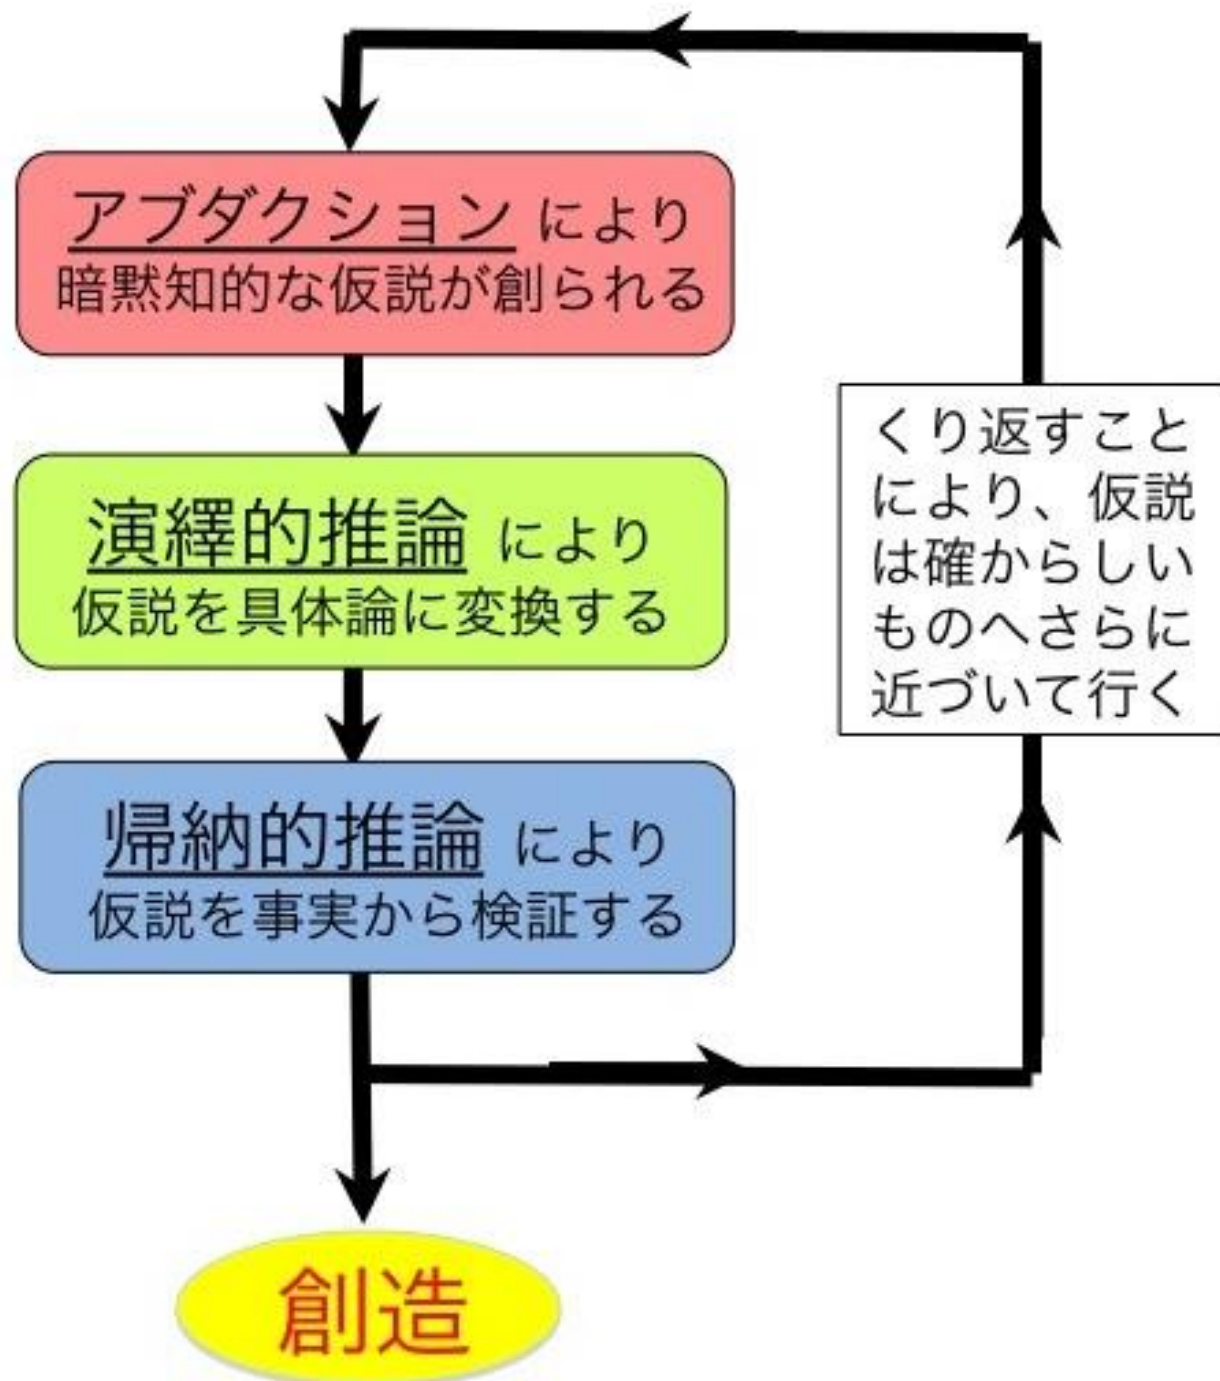 アブダクション により
暗黙知的な仮説が創られる
演繹的推論 により
仮説を具体論に変換する
帰納的推論 により
仮説を事実から検証する
くり返すこと
により、仮説
は確からしい
ものへさらに
近づいて行く
創造